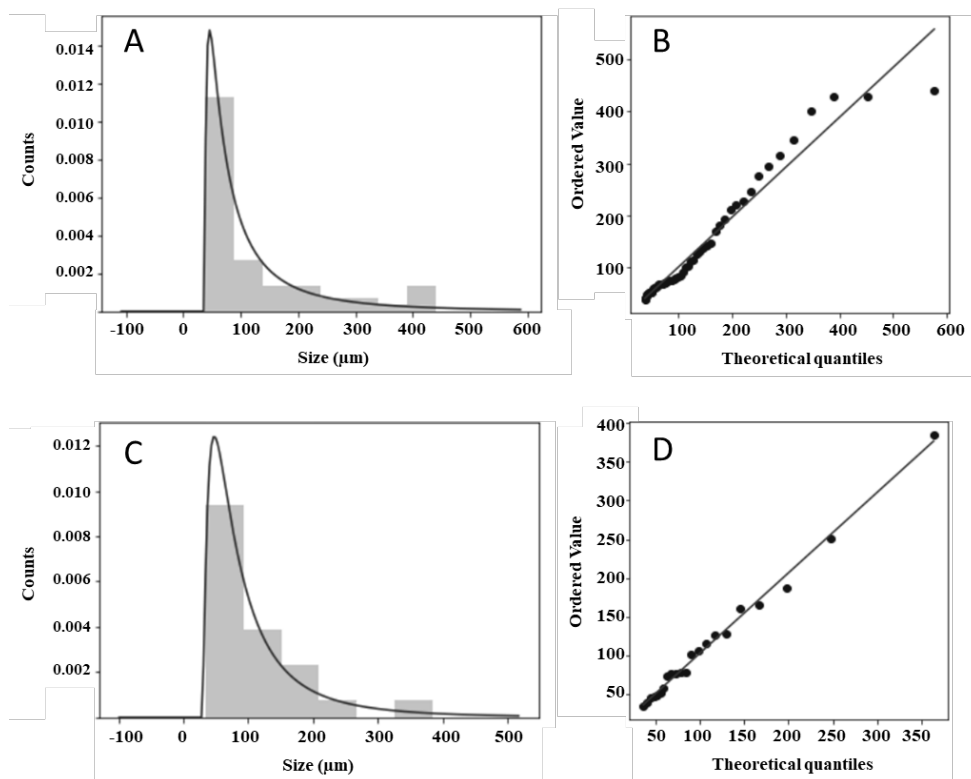 A
0.014
0.012
0.010
0.008
0.006
0.004
0.002
Counts
-100 0 100 200 300 400 500 600
Size (µm)
B
500
400
300
200
100
Ordered Value
100 200 300 400 500 600
Theoretical quantiles
C
0.012
0.010
0.008
0.006
0.004
0.002
Counts
-100 0 100 200 300 400 500
Size (µm)
D
400
350
300
250
200
150
100
50
Ordered Value
50 100 150 200 250 300 350
Theoretical quantiles